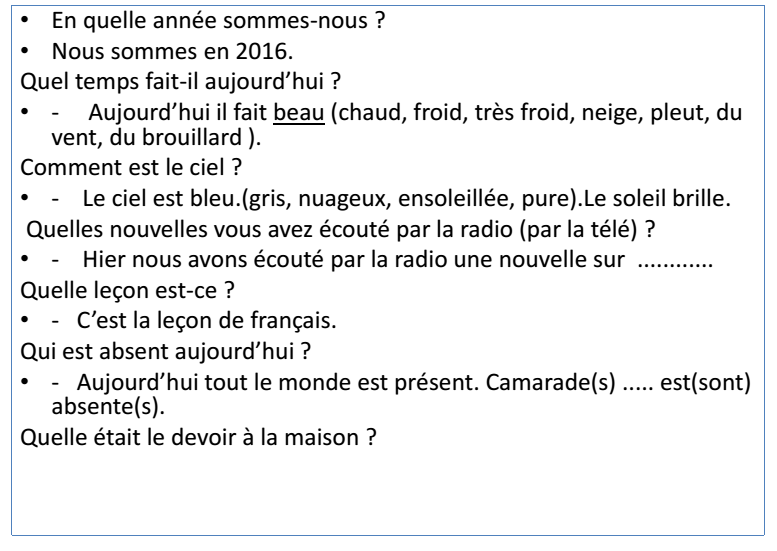 • En quelle année sommes-nous ?
• Nous sommes en 2016.
Quel temps fait-il aujourd’hui ?
• - Aujourd’hui il fait beau (chaud, froid, très froid, neige, pleut, du
vent, du brouillard ).
Comment est le ciel ?
• - Le ciel est bleu.(gris, nuageux, ensoleillée, pure).Le soleil brille.
Quelles nouvelles vous avez écouté par la radio (par la télé) ?
• - Hier nous avons écouté par la radio une nouvelle sur ............
Quelle leçon est-ce ?
• - C’est la leçon de français.
Qui est absent aujourd’hui ?
• - Aujourd’hui tout le monde est présent. Camarade(s) ..... est(sont)
absente(s).
Quelle était le devoir à la maison ?